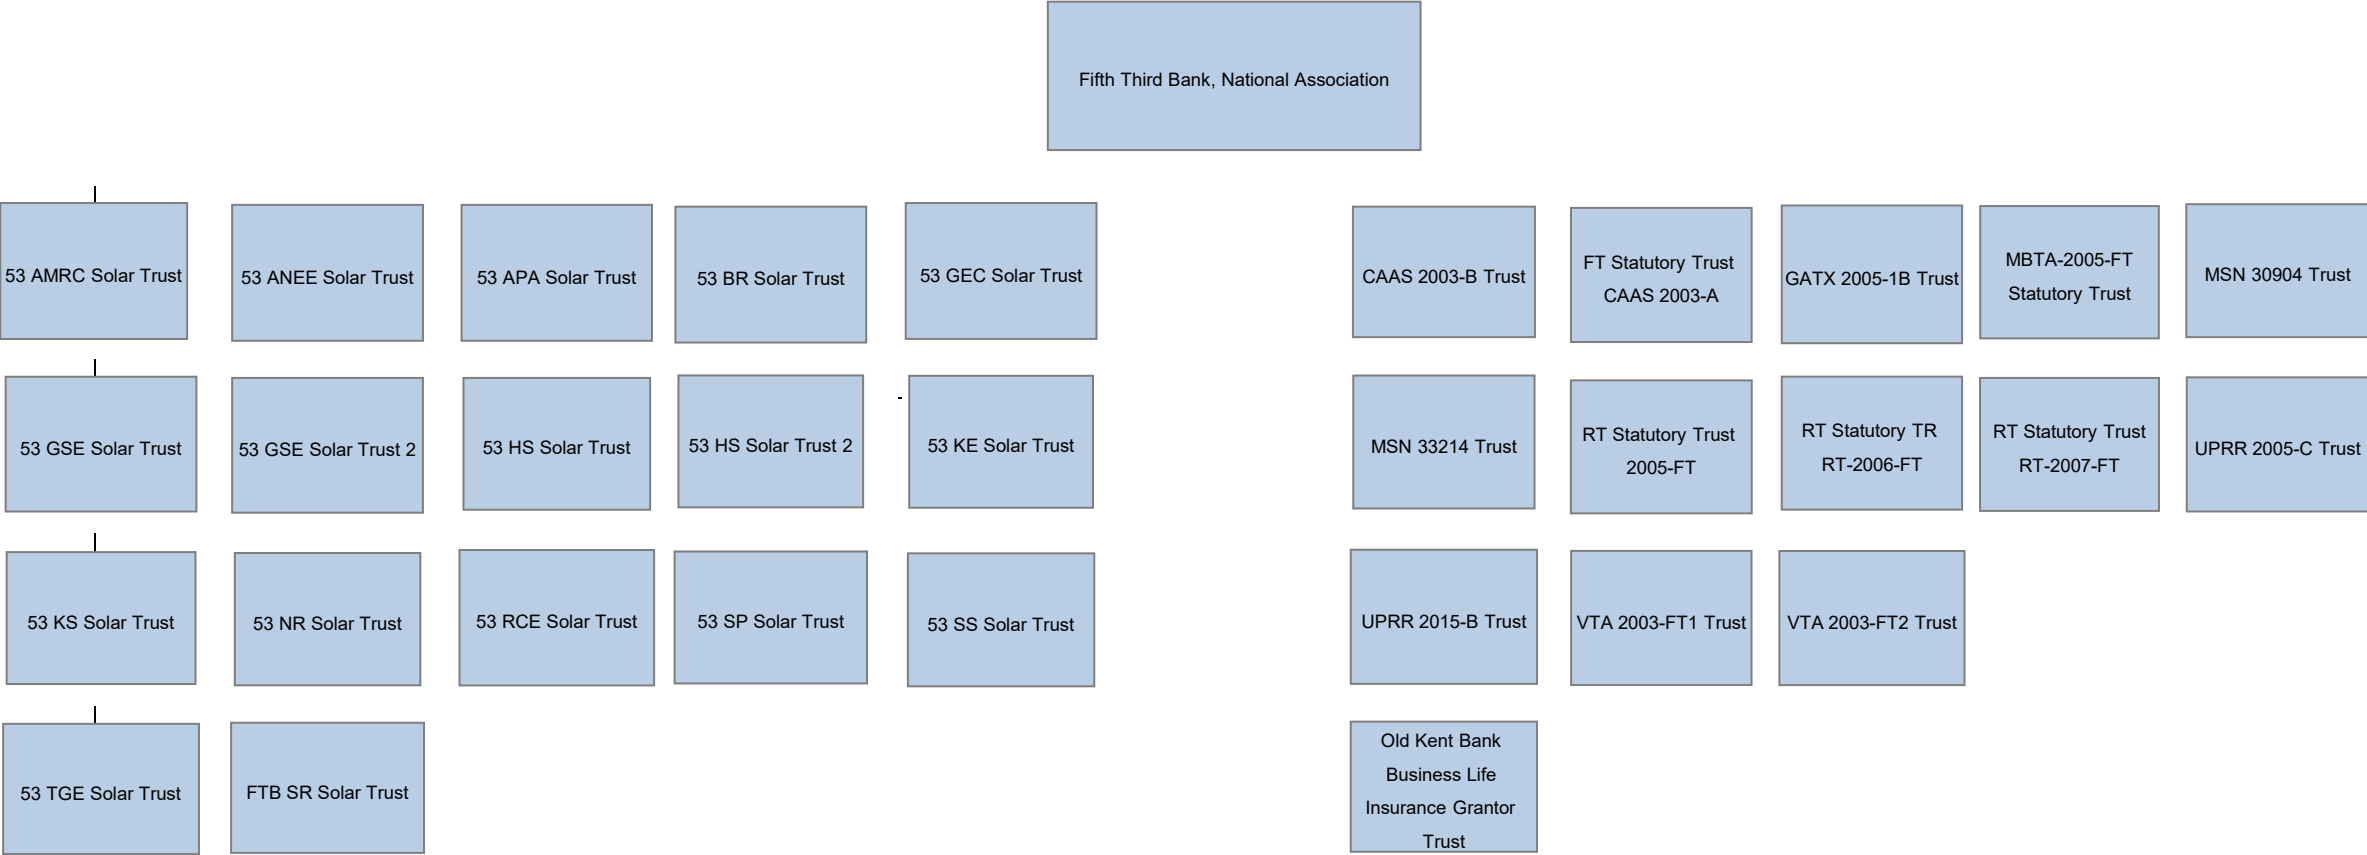 Fifth Third Bank, National Association
53 AMRC Solar Trust
53 ANEE Solar Trust
53 APA Solar Trust
53 BR Solar Trust
53 GEC Solar Trust
CAAS 2003-B Trust
FT Statutory Trust
CAAS 2003-A
GATX 2005-1B Trust
MBTA-2005-FT
Statutory Trust
MSN 30904 Trust
53 GSE Solar Trust
53 GSE Solar Trust 2
53 HS Solar Trust
53 HS Solar Trust 2
53 KE Solar Trust
MSN 33214 Trust
RT Statutory Trust
2005-FT
RT Statutory TR
RT-2006-FT
RT Statutory Trust
RT-2007-FT
UPRR 2005-C Trust
53 KS Solar Trust
53 NR Solar Trust
53 RCE Solar Trust
53 SP Solar Trust
53 SS Solar Trust
UPRR 2015-B Trust
VTA 2003-FT1 Trust
VTA 2003-FT2 Trust
53 TGE Solar Trust
FTB SR Solar Trust
Old Kent Bank
Business Life
Insurance Grantor
Trust